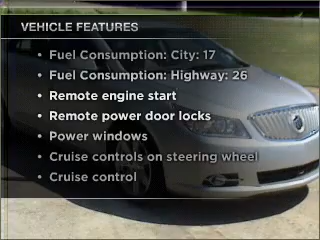 VEHICLE FEATURES
• Fuel Consumption: City: 17
• Fuel Consumption: Highway: 26
• Remote engine start
• Remote power door locks
• Power windows
• Cruise controls on steering wheel
• Cruise control